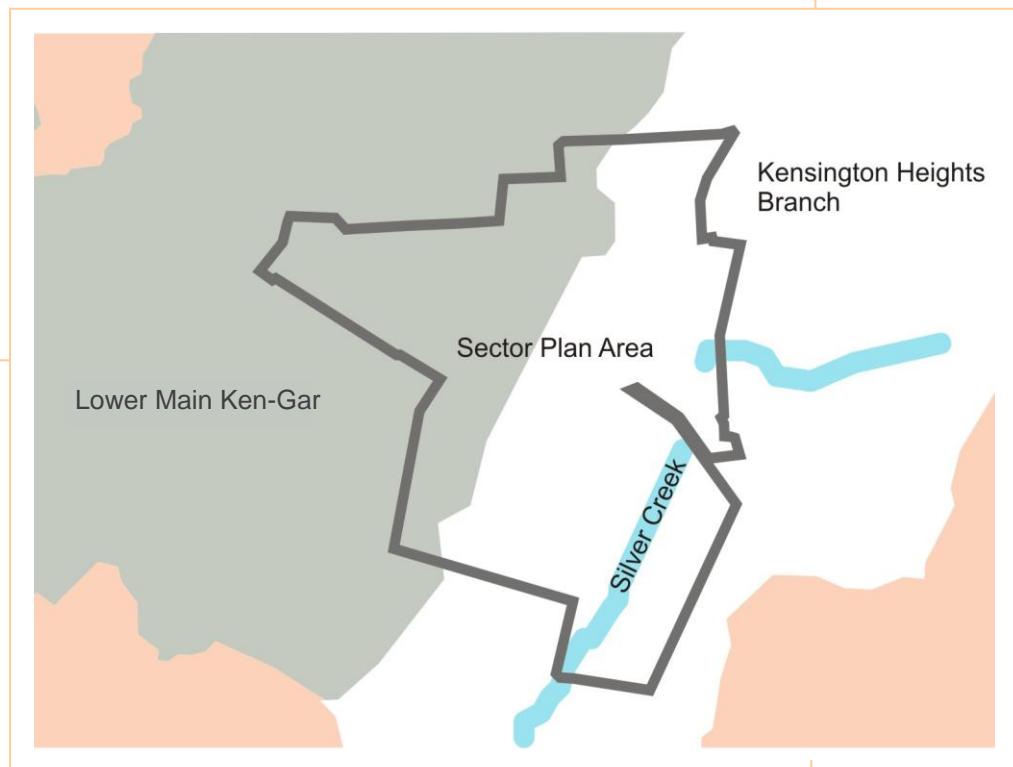 Kensington Heights
Branch
Sector Plan Area
Lower Main Ken-Gar
Silver Creek